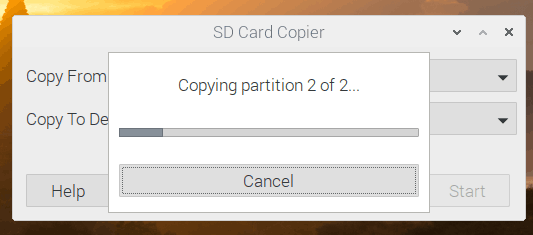 SD Card Copier
Copy From
Copying partition 2 of 2...
Copy To De
Cancel
Help
Start